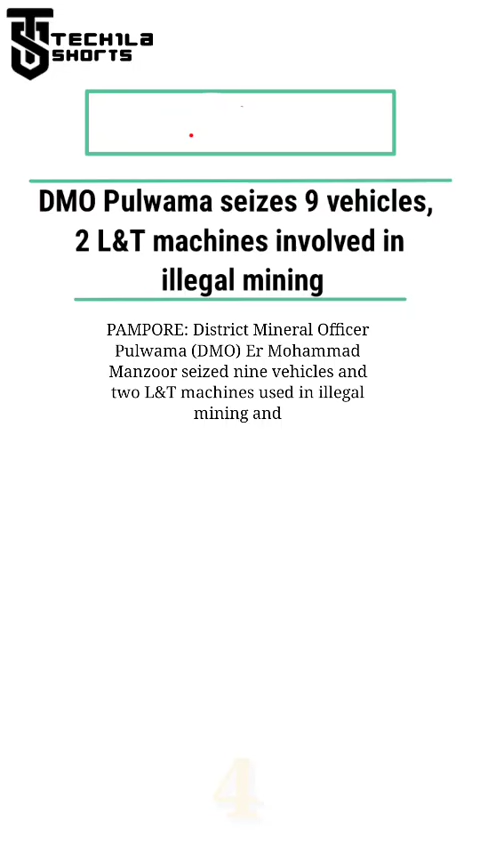 TECH1LA
SHORTS
DMO Pulwama seizes 9 vehicles,
2 L&T machines involved in
illegal mining
PAMPORE: District Mineral Officer
Pulwama (DMO) Er Mohammad
Manzoor seized nine vehicles and
two L&T machines used in illegal
mining and
4